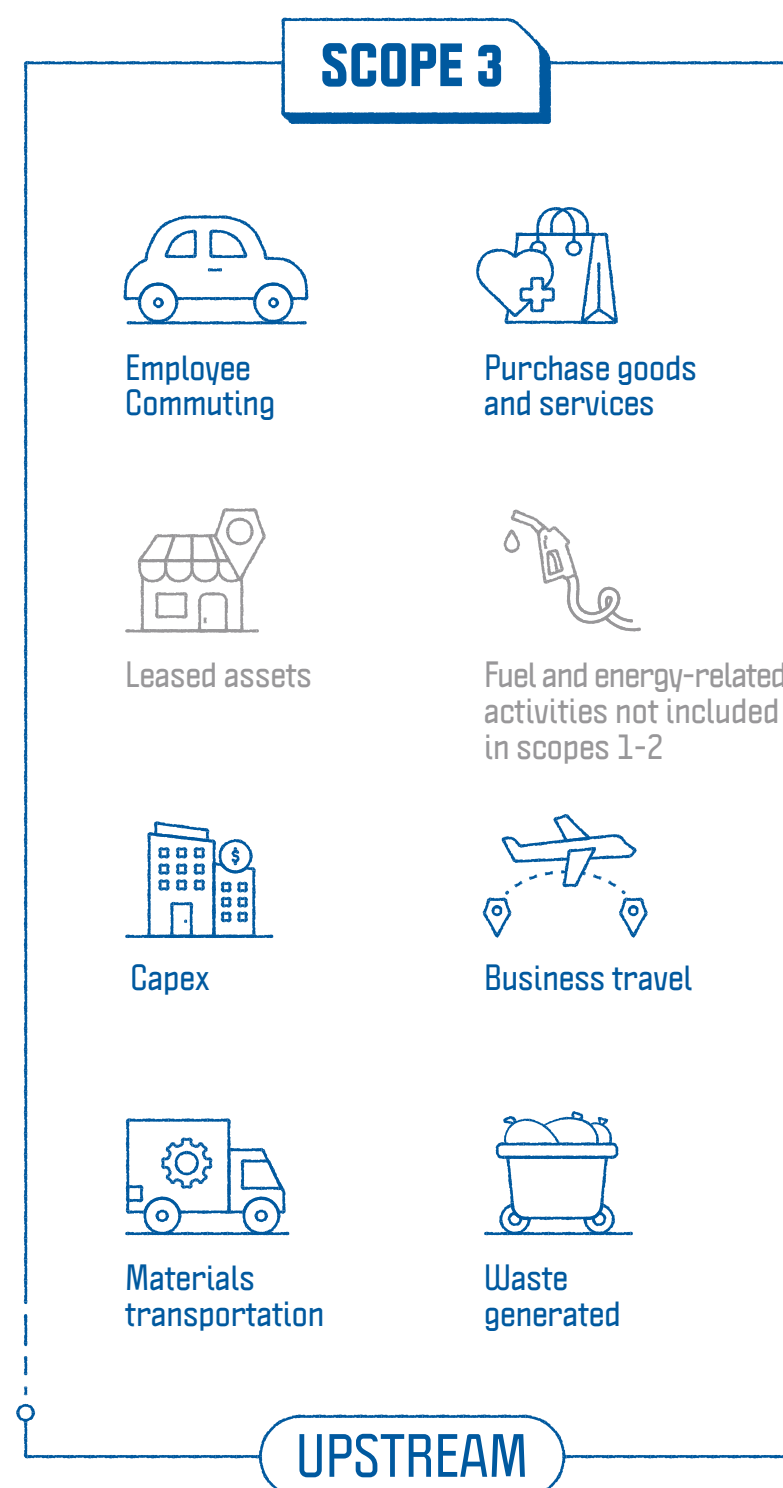 SCOPE 3
Employee
Commuting
Purchase goods
and services
Leased assets
Fuel and energy-related
activities not included
in scopes 1-2
$
Capex
Business travel
Materials
transportation
Waste
generated
UPSTREAM